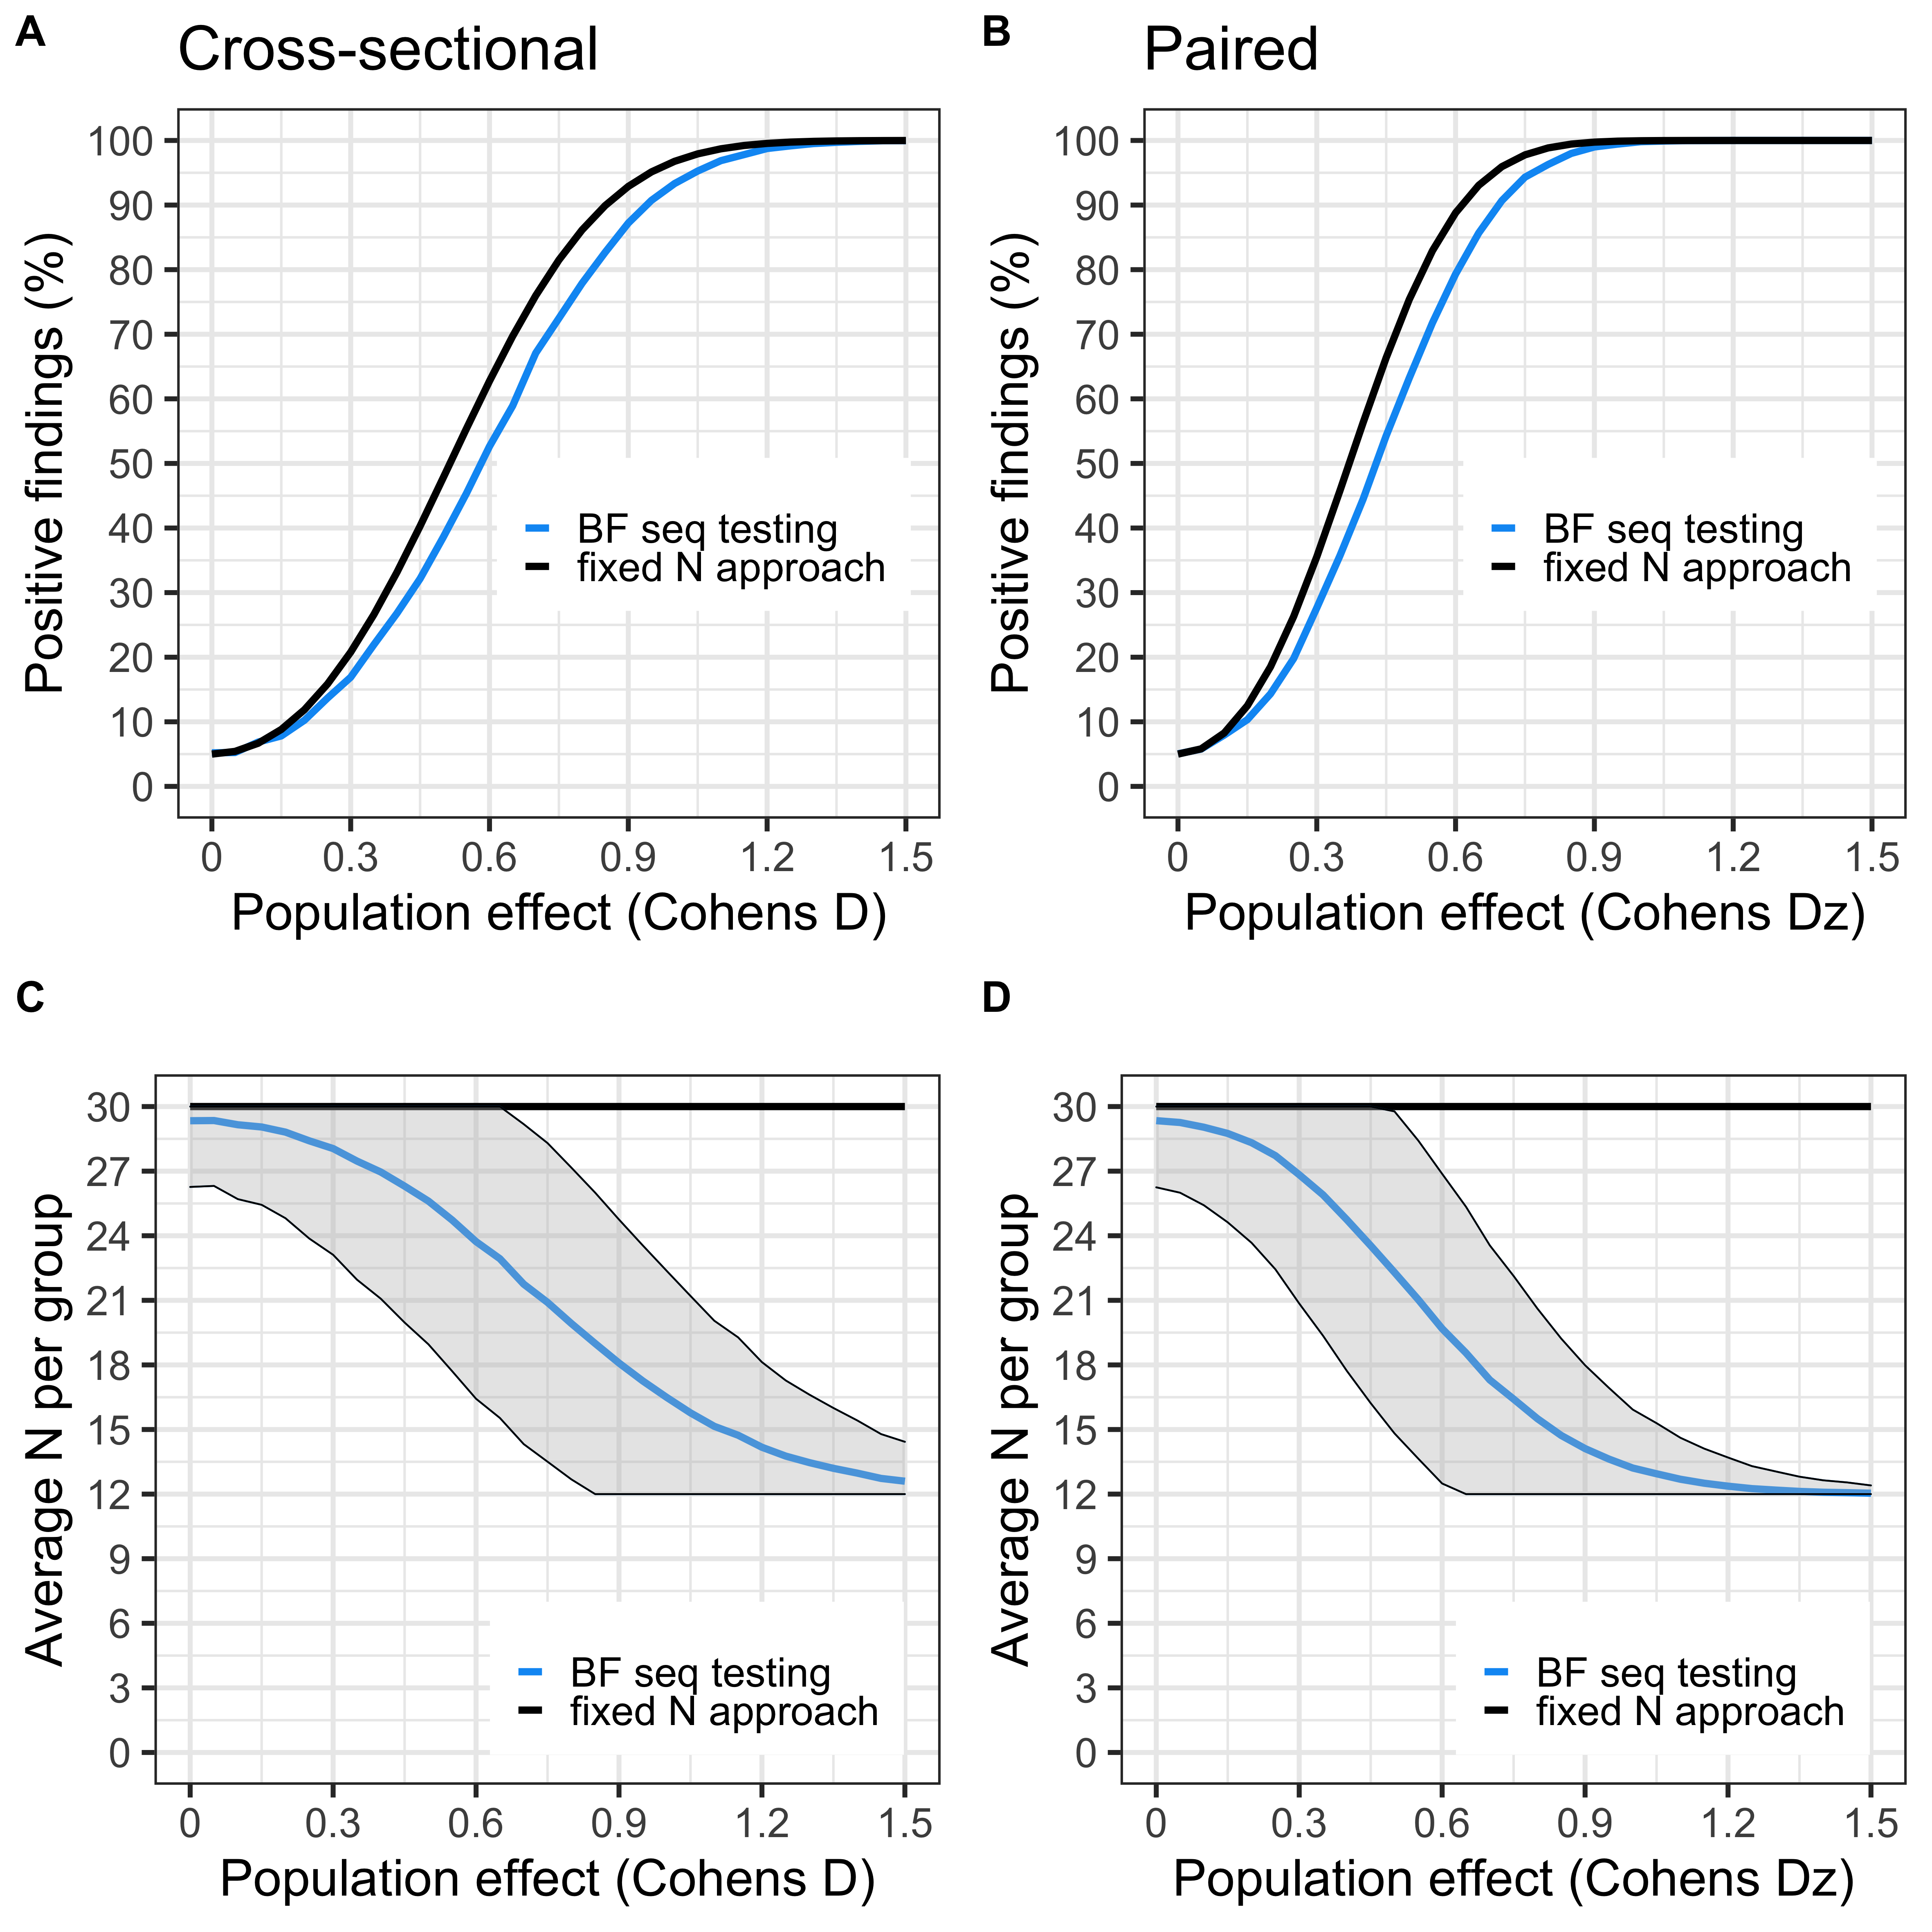 A
Cross-sectional
100
90
80
70
60
50
40
30
20
10
0
Positive findings (%)
BF seq testing
fixed N approach
0 0.3 0.6 0.9 1.2 1.5
Population effect (Cohens D)
B
Paired
100
90
80
70
60
50
40
30
20
10
0
Positive findings (%)
BF seq testing
fixed N approach
0 0.3 0.6 0.9 1.2 1.5
Population effect (Cohens Dz)
C
30
27
24
21
18
15
12
9
6
3
0
Average N per group
BF seq testing
fixed N approach
0 0.3 0.6 0.9 1.2 1.5
Population effect (Cohens D)
D
30
27
24
21
18
15
12
9
6
3
0
Average N per group
BF seq testing
fixed N approach
0 0.3 0.6 0.9 1.2 1.5
Population effect (Cohens Dz)